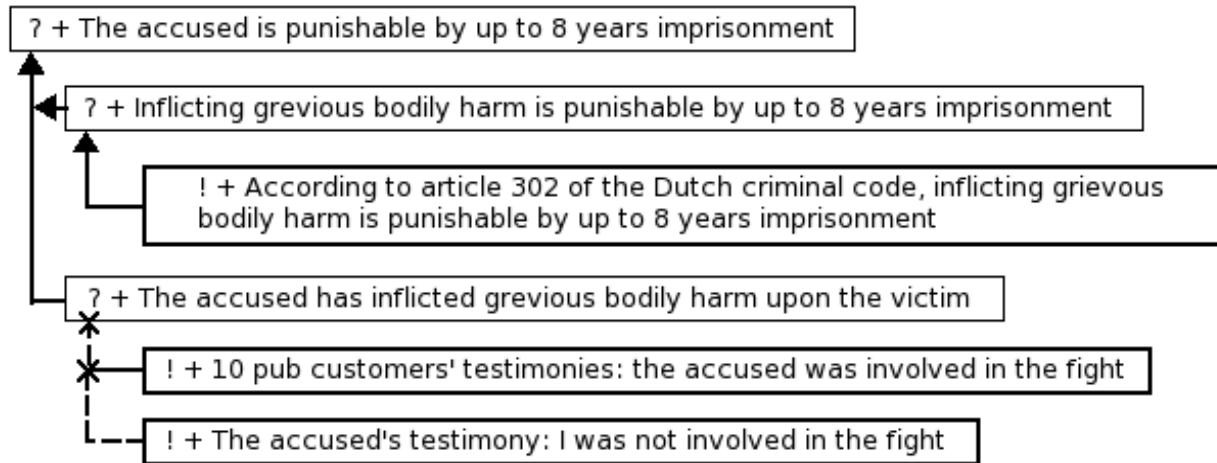 ? + The accused is punishable by up to 8 years imprisonment
? + Inflicting grevious bodily harm is punishable by up to 8 years imprisonment
! + According to article 302 of the Dutch criminal code, inflicting grievous
bodily harm is punishable by up to 8 years imprisonment
? + The accused has inflicted grevious bodily harm upon the victim
! + 10 pub customers' testimonies: the accused was involved in the fight
! + The accused's testimony: I was not involved in the fight